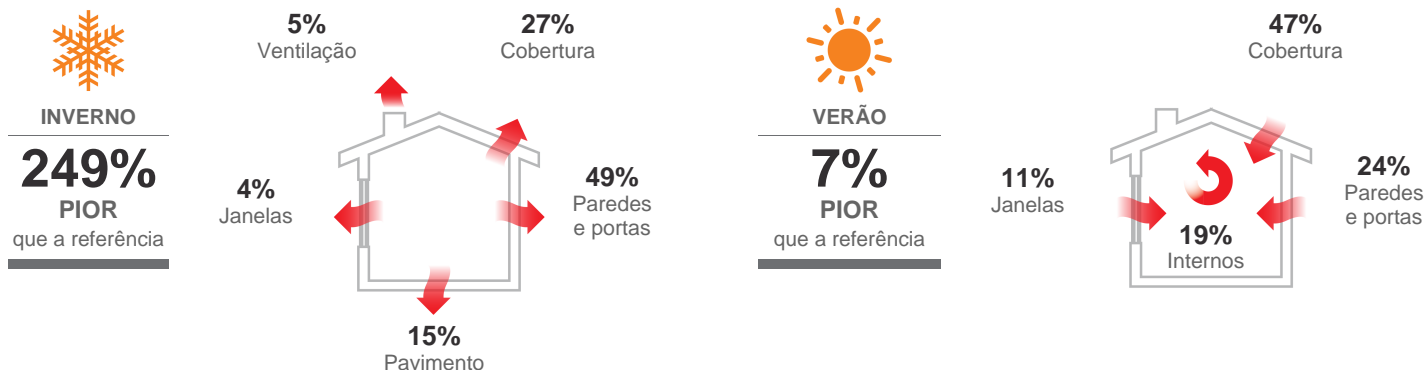 INVERNO
249%
PIOR
que a referência
5%
Ventilação
27%
Cobertura
4%
Janelas
49%
Paredes
e portas
15%
Pavimento
VERÃO
7%
PIOR
que a referência
47%
Cobertura
11%
Janelas
24%
Paredes
e portas
19%
Internos